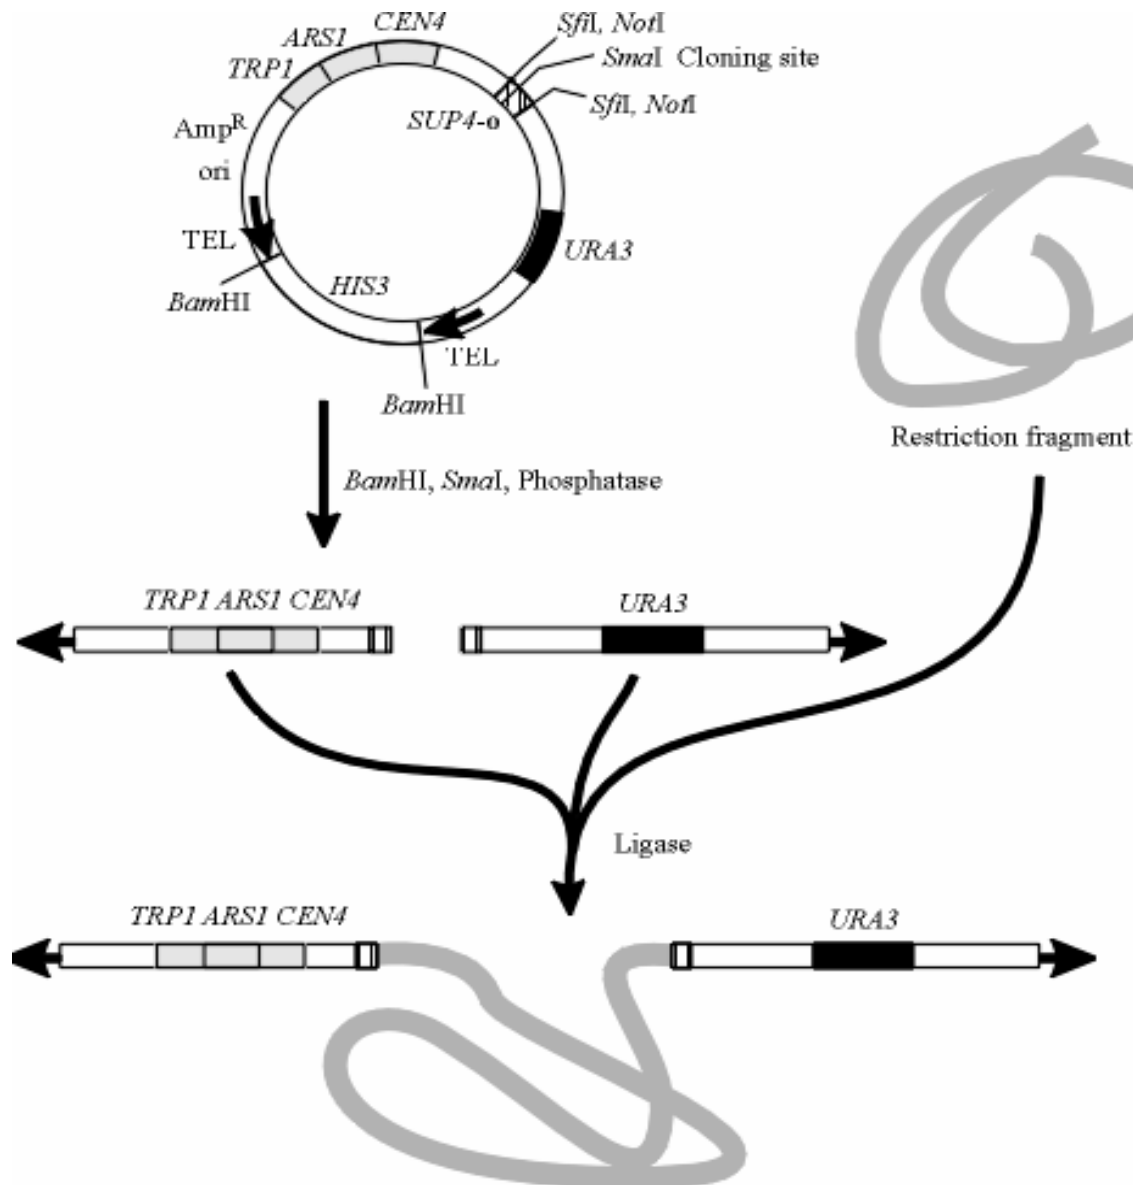 CEN4
ARS1
TRP1
SfiI, NotI
SmaI Cloning site
SfiI, NotI
SUP4-o
AmpR
ori
TEL
URA3
HIS3
BamHI
TEL
BamHI
Restriction fragment
BamHI, SmaI, Phosphatase
TRP1 ARS1 CEN4
URA3
Ligase
TRP1 ARS1 CEN4
URA3